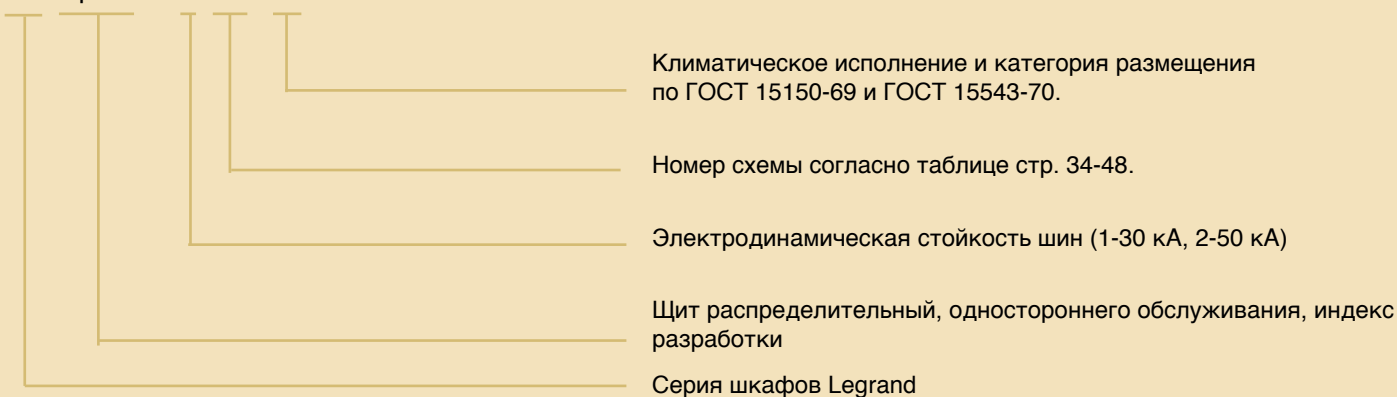 Климатическое исполнение и категория размещения
по ГОСТ 15150-69 и ГОСТ 15543-70.
Номер схемы согласно таблице стр. 34-48.
Электродинамическая стойкость шин (1-30 кА, 2-50 кА)
Щит распределительный, одностороннего обслуживания, индекс
разработки
Серия шкафов Legrand